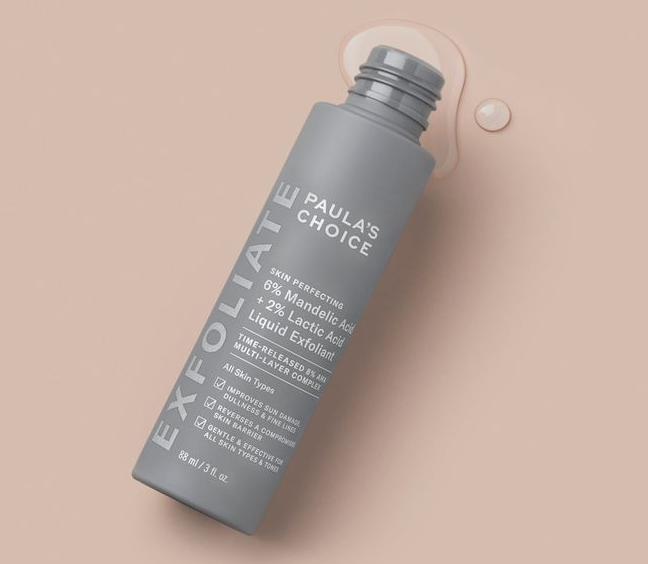 EXFOLIATE
PAULA'S
CHOICE
SKIN PERFECTING
6% Mandelic Acid
+ 2% Lactic Acid
Liquid Exfoliant
TIME-RELEASED 8% AHA
MULTI-LAYER COMPLEX
All Skin Types
IMPROVES SUN DAMAGE,
DULLNESS & FINE LINES
REVERSES A COMPROMISED
SKIN BARRIER
GENTLE & EFFECTIVE FOR
ALL SKIN TYPES & TONES
88 ml / 3 fl. oz.